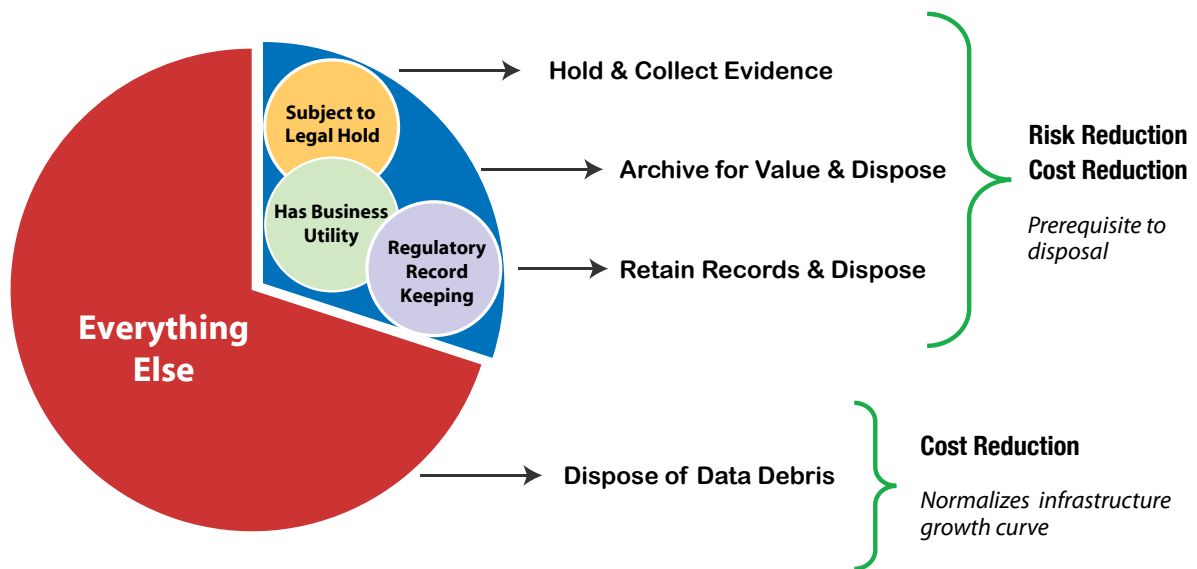 Hold & Collect Evidence
Subject to
Legal Hold
Archive for Value & Dispose
Has Business
Utility
Regulatory
Record
Keeping
Retain Records & Dispose
Risk Reduction
Cost Reduction
Prerequisite to
disposal
Everything
Else
Dispose of Data Debris
Cost Reduction
Normalizes infrastructure
growth curve